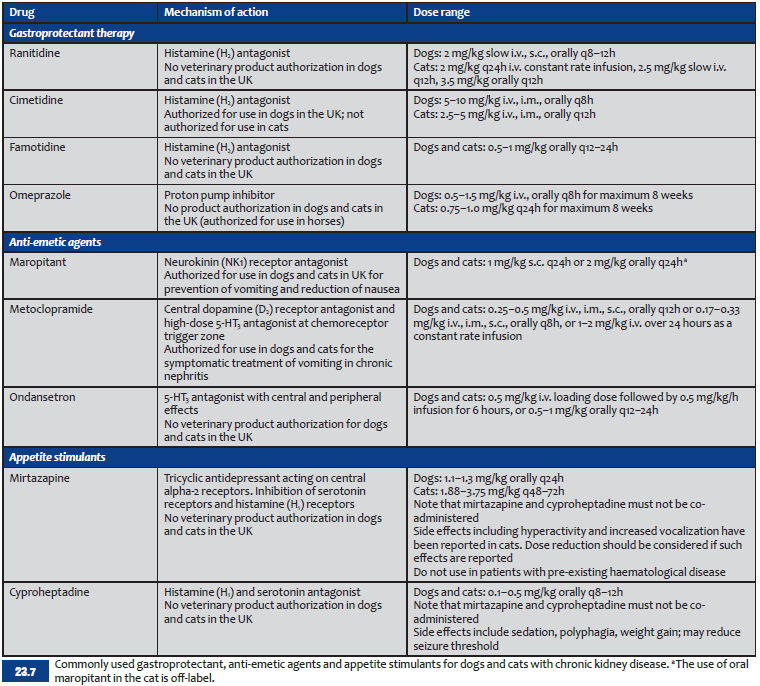 Drug Mechanism of action Dose range
Gastroprotectant therapy
Ranitidine
Histamine (H₂) antagonist
No veterinary product authorization in dogs
and cats in the UK
Dogs: 2 mg/kg slow i.v., s.c., orally q8–12h
Cats: 2 mg/kg q24h i.v. constant rate infusion, 2.5 mg/kg slow i.v.
q12h, 3.5 mg/kg orally q12h
Cimetidine
Histamine (H₂) antagonist
Authorized for use in dogs in the UK; not
authorized for use in cats
Dogs: 5–10 mg/kg i.v., i.m., orally q8h
Cats: 2.5–5 mg/kg i.v., i.m., orally q12h
Famotidine
Histamine (H₂) antagonist
No veterinary product authorization in dogs
and cats in the UK
Dogs and cats: 0.5–1 mg/kg orally q12–24h
Omeprazole
Proton pump inhibitor
No product authorization in dogs and cats in
the UK (authorized for use in horses)
Dogs: 0.5–1.5 mg/kg i.v., orally q8h for maximum 8 weeks
Cats: 0.75–1.0 mg/kg q24h for maximum 8 weeks
Anti-emetic agents
Maropitant
Neurokinin (NK1) receptor antagonist
Authorized for use in dogs and cats in UK for
prevention of vomiting and reduction of nausea
Dogs and cats: 1 mg/kg s.c. q24h or 2 mg/kg orally q24hᵃ
Metoclopramide
Central dopamine (D₂) receptor antagonist and
high-dose 5-HT₃ antagonist at chemoreceptor
trigger zone
Authorized for use in dogs and cats for the
symptomatic treatment of vomiting in chronic
nephritis
Dogs and cats: 0.25–0.5 mg/kg i.v., i.m., s.c., orally q12h or 0.17–0.33
mg/kg i.v., i.m., s.c., orally q8h, or 1–2 mg/kg i.v. over 24 hours as a
constant rate infusion
Ondansetron
5-HT₃ antagonist with central and peripheral
effects
No veterinary product authorization for dogs
and cats in the UK
Dogs and cats: 0.5 mg/kg i.v. loading dose followed by 0.5 mg/kg/h
infusion for 6 hours, or 0.5–1 mg/kg orally q12–24h
Appetite stimulants
Mirtazapine
Tricyclic antidepressant acting on central
alpha-2 receptors. Inhibition of serotonin
receptors and histamine (H₁) receptors
No veterinary product authorization in dogs
and cats in the UK
Dogs: 1.1–1.3 mg/kg orally q24h
Cats: 1.88–3.75 mg/kg q48–72h
Note that mirtazapine and cyproheptadine must not be co-
administered
Side effects including hyperactivity and increased vocalization have
been reported in cats. Dose reduction should be considered if such
effects are reported
Do not use in patients with pre-existing haematological disease
Cyproheptadine
Histamine (H₁) and serotonin antagonist
No veterinary product authorization in dogs
and cats in the UK
Dogs and cats: 0.1–0.5 mg/kg orally q8–12h
Note that mirtazapine and cyproheptadine must not be co-
administered
Side effects include sedation, polyphagia, weight gain; may reduce
seizure threshold
23.7 Commonly used gastroprotectant, anti-emetic agents and appetite stimulants for dogs and cats with chronic kidney disease. ᵃThe use of oral
maropitant in the cat is off-label.